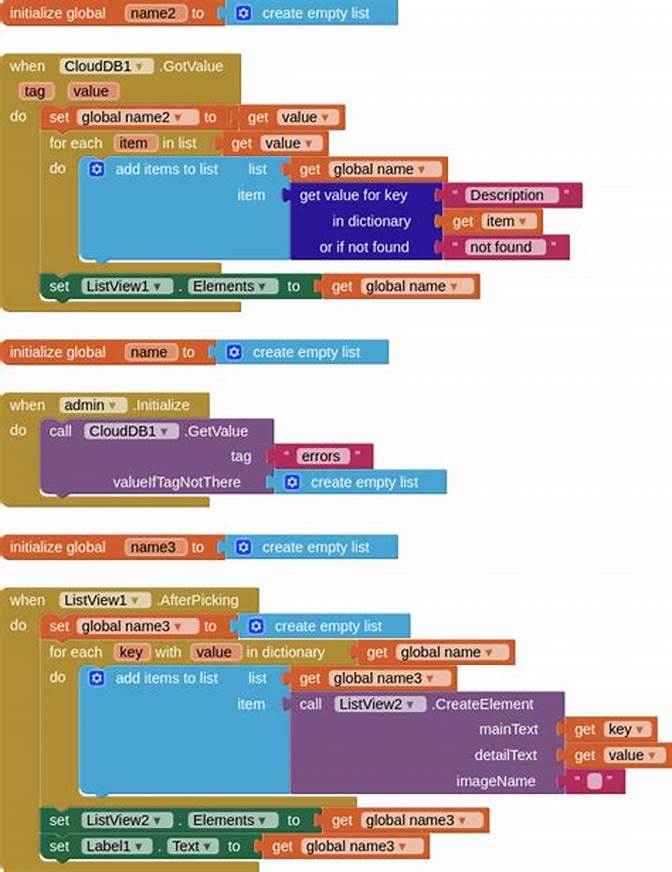 initialize global name2 to create empty list
when CloudDB1 .GotValue
tag value
do set global name2 to get value
for each item in list get value
do add items to list list get global name
item get value for key " Description "
in dictionary get item
or if not found " not found "
set ListView1 . Elements to get global name
initialize global name to create empty list
when admin .Initialize
do call CloudDB1 .GetValue
tag " errors "
valueIfTagNotThere create empty list
initialize global name3 to create empty list
when ListView1 .AfterPicking
do set global name3 to create empty list
for each key with value in dictionary get global name
do add items to list list get global name3
item call ListView2 .CreateElement
mainText get key
detailText get value
imageName " "
set ListView2 . Elements to get global name3
set Label1 . Text to get global name3